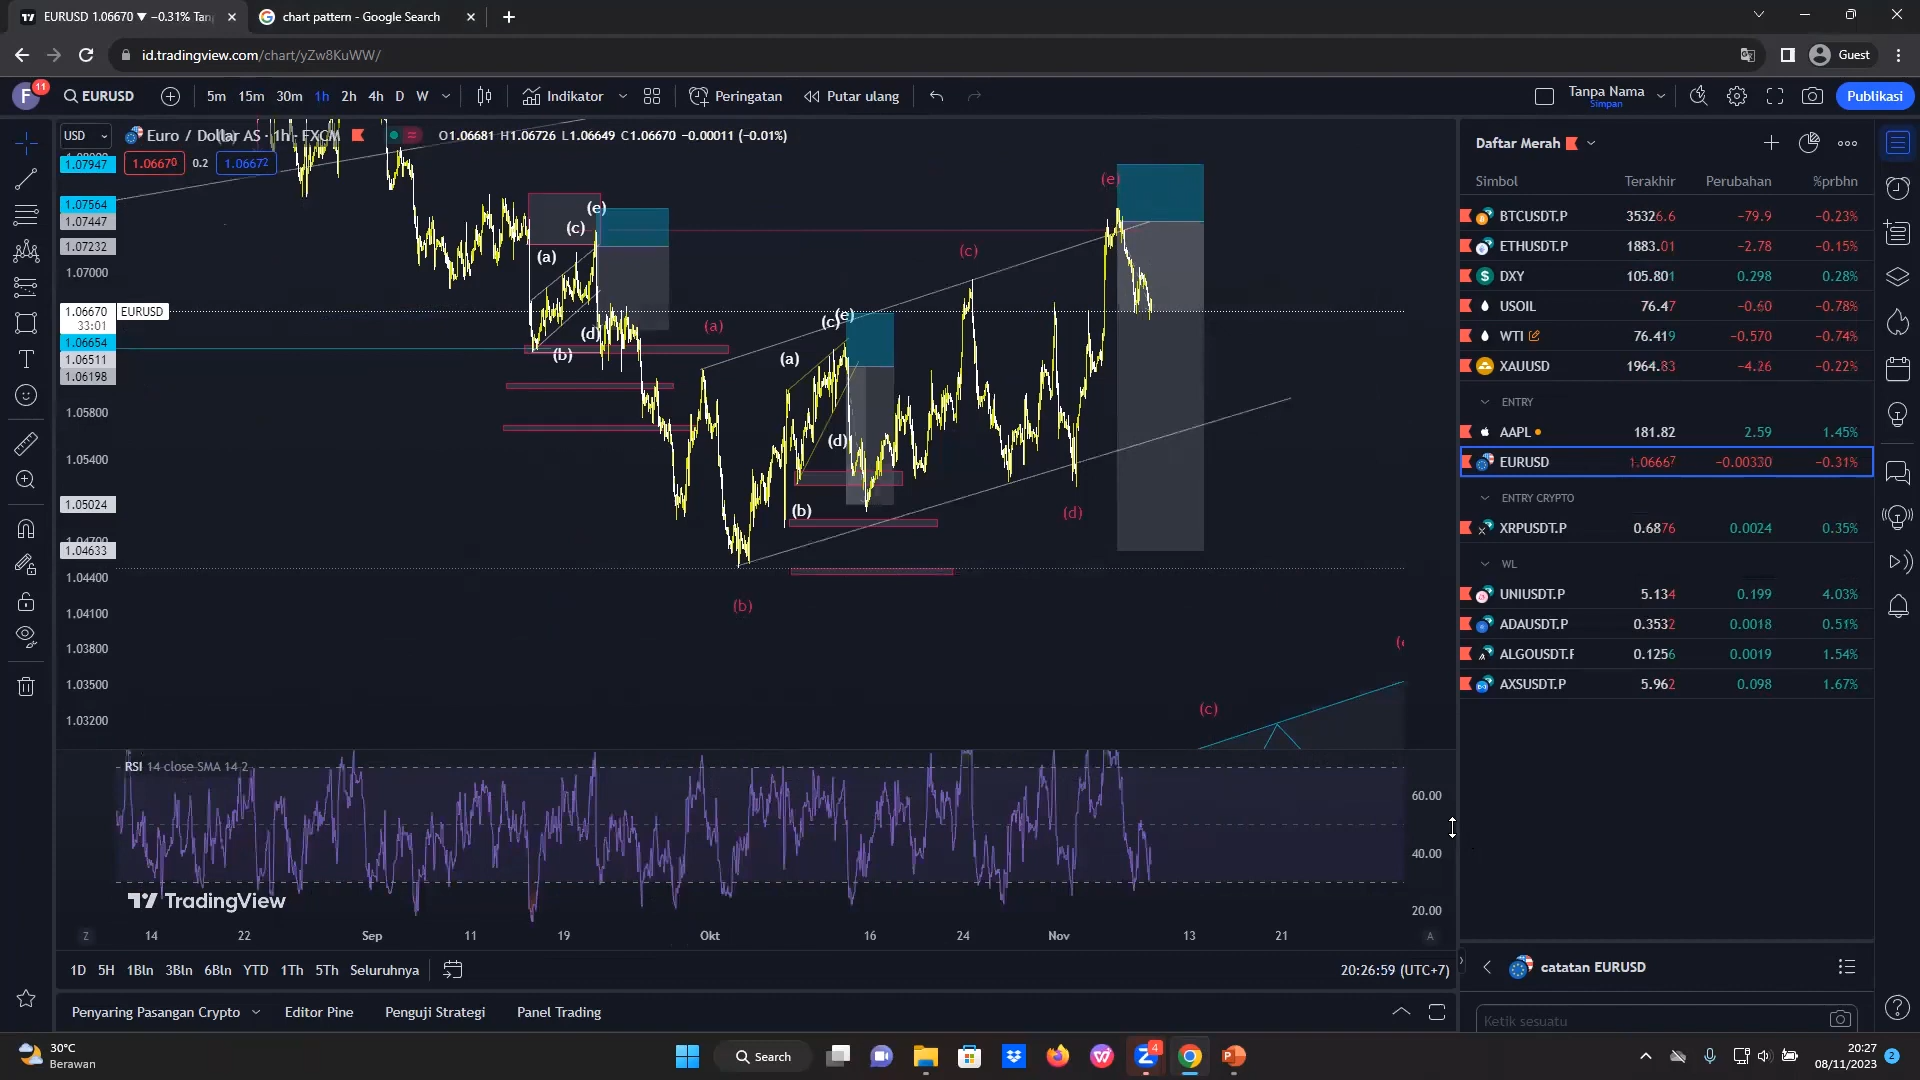 EURUSD 1.06670 ▼ −0.31% Tan
chart pattern - Google Search
id.tradingview.com/chart/yZw8KuWW/
Guest
F 11
EURUSD
5m 15m 30m 1h 2h 4h D W
Indikator
Peringatan
Putar ulang
Tanpa Nama
Simpan
Publikasi
USD
Euro / Dollar AS · 1h · FXCM
O1.06681 H1.06726 L1.06649 C1.06670 −0.00011 (−0.01%)
1.06670 0.2 1.06672
1.07947
1.07564
1.07447
1.07232
1.07000
1.06670 EURUSD
33:01
1.06654
1.06511
1.06198
1.05800
1.05400
1.05024
1.04633
1.04400
1.04100
1.03800
1.03500
1.03200
(e)
(c)
(a)
(d)
(b)
(a)
(b)
(a)
(c)
(e)
(d)
(b)
(c)
(d)
(e)
(c)
RSI 14 close SMA 14 2
60.00
40.00
20.00
TradingView
Z 14 22 Sep 11 19 Okt 16 24 Nov 13 21 A
1D 5H 1Bln 3Bln 6Bln YTD 1Th 5Th Seluruhnya
20:26:59 (UTC+7)
Penyaring Pasangan Crypto Editor Pine Penguji Strategi Panel Trading
Daftar Merah
Simbol Terakhir Perubahan %prbhn
BTCUSDT.P 35326.6 −79.9 −0.23%
ETHUSDT.P 1883.01 −2.78 −0.15%
DXY 105.801 0.298 0.28%
USOIL 76.47 −0.60 −0.78%
WTI 76.419 −0.570 −0.74%
XAUUSD 1964.83 −4.26 −0.22%
ENTRY
AAPL 181.82 2.59 1.45%
EURUSD 1.06667 −0.00330 −0.31%
ENTRY CRYPTO
XRPUSDT.P 0.6876 0.0024 0.35%
WL
UNIUSDT.P 5.134 0.199 4.03%
ADAUSDT.P 0.3532 0.0018 0.51%
ALGOUSDT.F 0.1256 0.0019 1.54%
AXSUSDT.P 5.962 0.098 1.67%
catatan EURUSD
Ketik sesuatu
30°C
Berawan
Search
4
20:27
08/11/2023
2